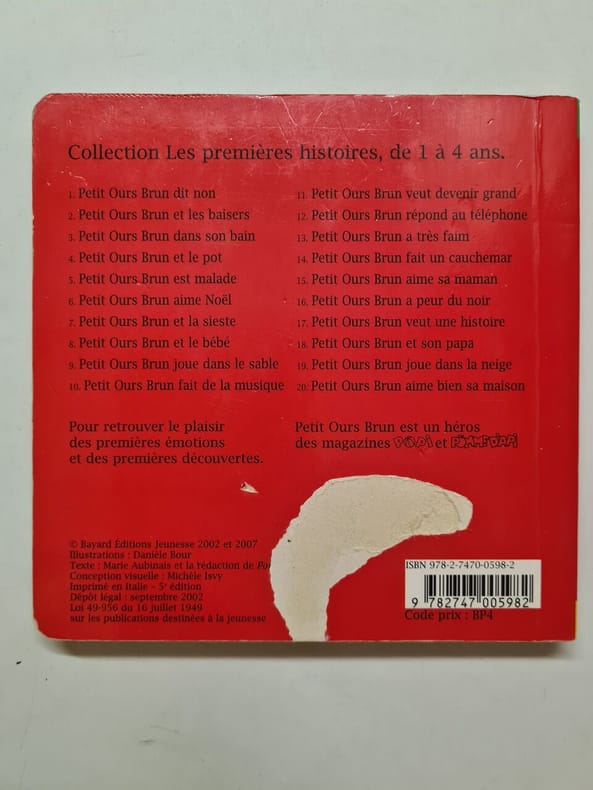 Collection Les premières histoires, de 1 à 4 ans.
1. Petit Ours Brun dit non
2. Petit Ours Brun et les baisers
3. Petit Ours Brun dans son bain
4. Petit Ours Brun et le pot
5. Petit Ours Brun est malade
6. Petit Ours Brun aime Noël
7. Petit Ours Brun et la sieste
8. Petit Ours Brun et le bébé
9. Petit Ours Brun joue dans le sable
10. Petit Ours Brun fait de la musique
11. Petit Ours Brun veut devenir grand
12. Petit Ours Brun répond au téléphone
13. Petit Ours Brun a très faim
14. Petit Ours Brun fait un cauchemar
15. Petit Ours Brun aime sa maman
16. Petit Ours Brun a peur du noir
17. Petit Ours Brun veut une histoire
18. Petit Ours Brun et son papa
19. Petit Ours Brun joue dans la neige
20. Petit Ours Brun aime bien sa maison
Pour retrouver le plaisir
des premières émotions
et des premières découvertes.
Petit Ours Brun est un héros
des magazines POPI et POMME D'API
© Bayard Éditions Jeunesse 2002 et 2007
Illustrations : Danièle Bour
Texte : Marie Aubinais et la rédaction de Po
Conception visuelle : Michèle Isvy
Imprimé en Italie - 5e édition
Dépôt légal : septembre 2002
Loi 49-956 du 16 juillet 1949
sur les publications destinées à la jeunesse
ISBN 978-2-7470-0598-2
9 782747 005982
Code prix : BP4